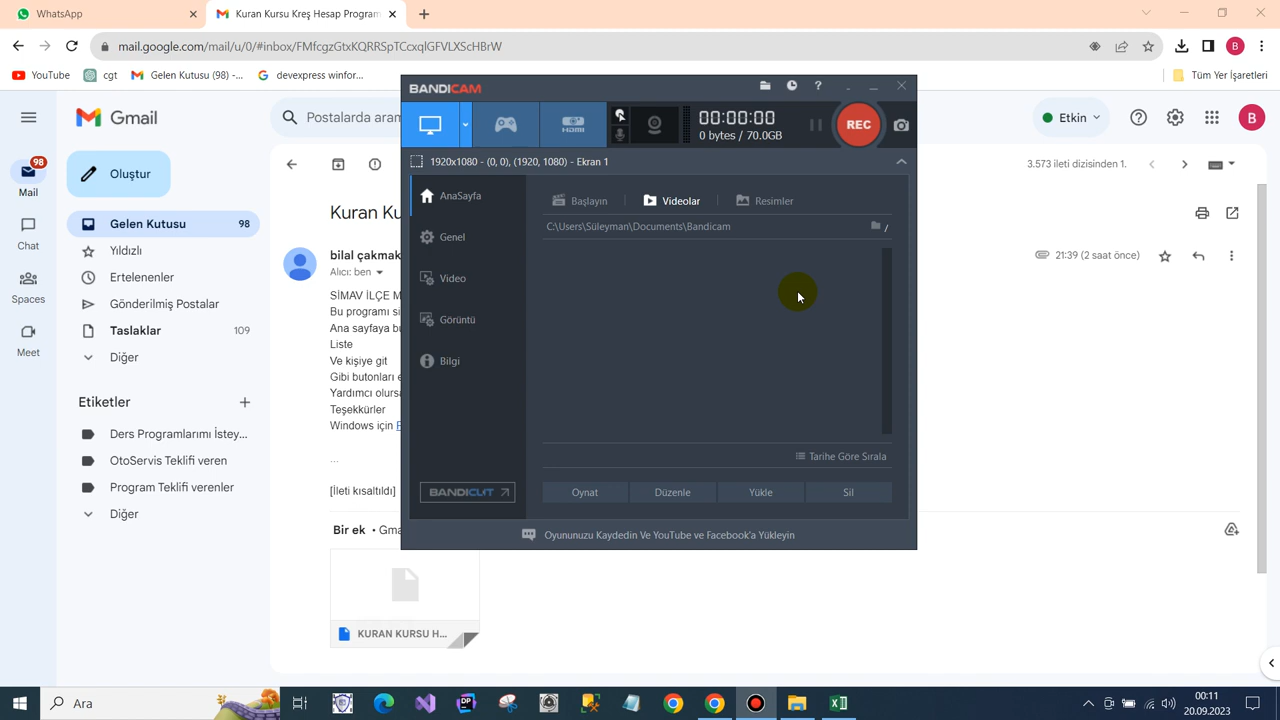 WhatsApp
Kuran Kursu Kreş Hesap Program
mail.google.com/mail/u/0/#inbox/FMfcgzGtxKQRRSpTCcxqlGFVLXScHBrW
B
YouTube
cgt
Gelen Kutusu (98) -...
devexpress winfor...
Tüm Yer İşaretleri
Gmail
Postalarda aran
Etkin
B
98
Mail
Chat
Spaces
Meet
Oluştur
Gelen Kutusu 98
Yıldızlı
Ertelenenler
Gönderilmiş Postalar
Taslaklar 109
Diğer
Etiketler
Ders Programlarımı İstey...
OtoServis Teklifi veren
Program Teklifi verenler
Diğer
3.573 ileti dizisinden 1.
Kuran Ku
bilal çakmak
Alıcı: ben
21:39 (2 saat önce)
SİMAV İLÇE M
Bu programı si
Ana sayfaya bu
Liste
Ve kişiye git
Gibi butonları e
Yardımcı olurs
Teşekkürler
Windows için P
...
[İleti kısaltıldı]
Bir ek • Gma
KURAN KURSU H...
BANDICAM
HDMI
00:00:00
0 bytes / 70.0GB
REC
1920x1080 - (0, 0), (1920, 1080) - Ekran 1
AnaSayfa
Genel
Video
Görüntü
Bilgi
BANDICUT
Başlayın
Videolar
Resimler
C:\Users\Süleyman\Documents\Bandicam
Tarihe Göre Sırala
Oynat
Düzenle
Yükle
Sil
Oyununuzu Kaydedin Ve YouTube ve Facebook'a Yükleyin
Ara
DP
00:11
20.09.2023